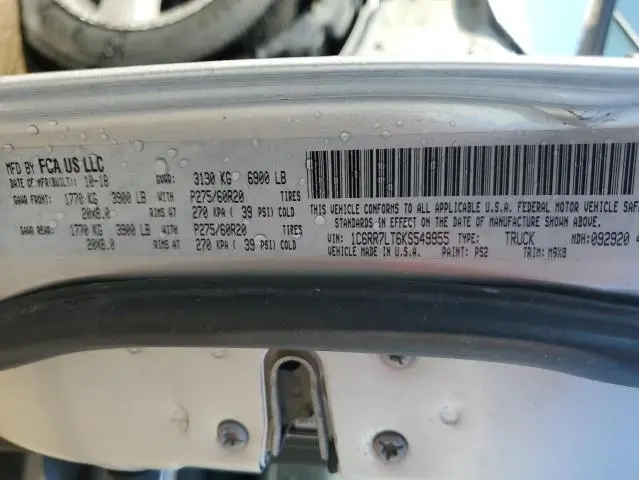 MFD BY FCA US LLC
DATE OF MFR(BUILT): 10-18 GVWR: 3130 KG 6900 LB
GAWR FRONT: 1770 KG 3900 LB WITH P275/60R20 TIRES
20X8.0 RIMS AT 270 KPA ( 39 PSI) COLD
GAWR REAR: 1770 KG 3900 LB WITH P275/60R20 TIRES
20X8.0 RIMS AT 270 KPA ( 39 PSI) COLD
THIS VEHICLE CONFORMS TO ALL APPLICABLE U.S.A. FEDERAL MOTOR VEHICLE SAFE
STANDARDS IN EFFECT ON THE DATE OF MANUFACTURE SHOWN ABOVE.
VIN: 1C6RR7LT6KS549955 TYPE: TRUCK MDH: 092920 4
VEHICLE MADE IN U.S.A. PAINT: PS2 TRIM: M9X8